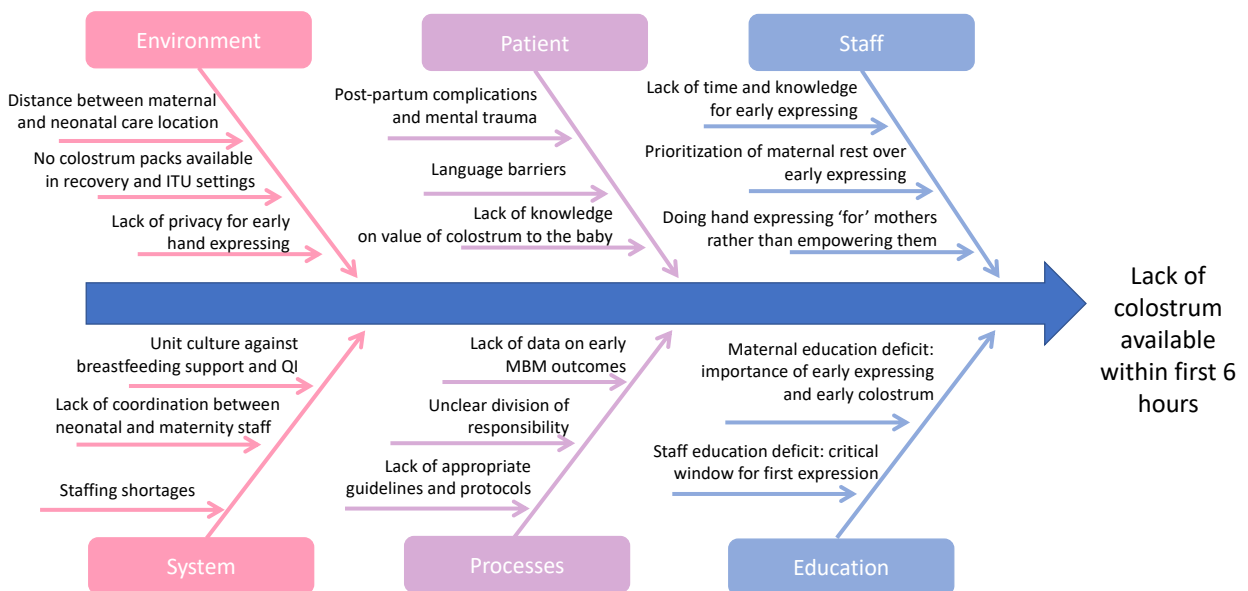 Environment
Patient
Staff
Distance between maternal
and neonatal care location
No colostrum packs available
in recovery and ITU settings
Lack of privacy for early
hand expressing
Post-partum complications
and mental trauma
Language barriers
Lack of knowledge
on value of colostrum to the baby
Lack of time and knowledge
for early expressing
Prioritization of maternal rest over
early expressing
Doing hand expressing ‘for’ mothers
rather than empowering them
Lack of
colostrum
available
within first 6
hours
Unit culture against
breastfeeding support and QI
Lack of coordination between
neonatal and maternity staff
Staffing shortages
Lack of data on early
MBM outcomes
Unclear division of
responsibility
Lack of appropriate
guidelines and protocols
Maternal education deficit:
importance of early expressing
and early colostrum
Staff education deficit: critical
window for first expression
System
Processes
Education